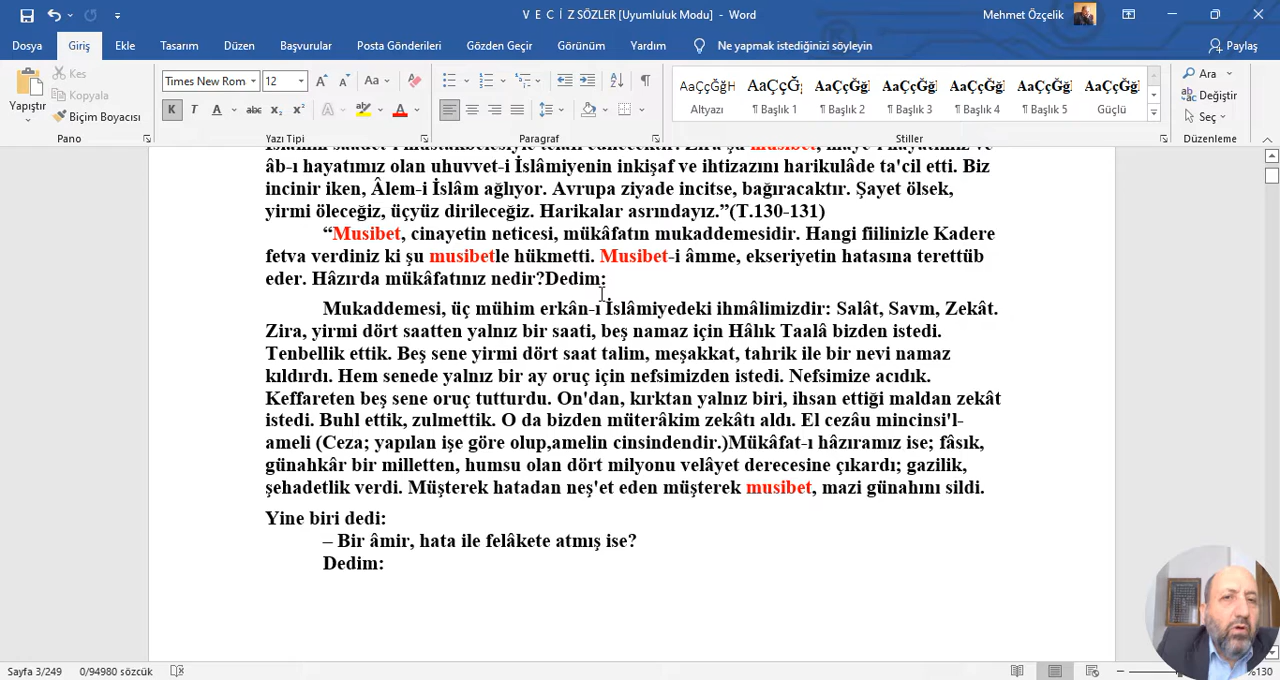 V E C İ Z SÖZLER [Uyumluluk Modu] - Word
Mehmet Özçelik
Dosya Giriş Ekle Tasarım Düzen Başvurular Posta Gönderileri Gözden Geçir Görünüm Yardım Ne yapmak istediğinizi söyleyin Paylaş
Yapıştır
Kes
Kopyala
Biçim Boyacısı
Pano
Times New Rom 12
Yazı Tipi
Paragraf
AaÇçĞğH AaÇçĞg AaÇçĞğ AaÇçĞğİ AaÇçĞğİ AaÇçĞğİ AaÇçĞğİ
Altyazı ¶ Başlık 1 ¶ Başlık 2 ¶ Başlık 3 ¶ Başlık 4 ¶ Başlık 5 Güçlü
Stiller
Ara
Değiştir
Seç
Düzenleme
musibet
âb-ı hayatımız olan uhuvvet-i İslâmiyenin inkişaf ve ihtizazını harikulâde ta'cil etti. Biz
incinir iken, Âlem-i İslâm ağlıyor. Avrupa ziyade incitse, bağıracaktır. Şayet ölsek,
yirmi öleceğiz, üçyüz dirileceğiz. Harikalar asrındayız.”(T.130-131)
“Musibet, cinayetin neticesi, mükâfatın mukaddemesidir. Hangi fiilinizle Kadere
fetva verdiniz ki şu musibetle hükmetti. Musibet-i âmme, ekseriyetin hatasına terettüb
eder. Hâzırda mükâfatınız nedir?Dedim:
Mukaddemesi, üç mühim erkân-ı İslâmiyedeki ihmâlimizdir: Salât, Savm, Zekât.
Zira, yirmi dört saatten yalnız bir saati, beş namaz için Hâlık Taalâ bizden istedi.
Tenbellik ettik. Beş sene yirmi dört saat talim, meşakkat, tahrik ile bir nevi namaz
kıldırdı. Hem senede yalnız bir ay oruç için nefsimizden istedi. Nefsimize acıdık.
Keffareten beş sene oruç tutturdu. On'dan, kırktan yalnız biri, ihsan ettiği maldan zekât
istedi. Buhl ettik, zulmettik. O da bizden müterâkim zekâtı aldı. El cezâu mincinsi'l-
ameli (Ceza; yapılan işe göre olup,amelin cinsindendir.)Mükâfat-ı hâzıramız ise; fâsık,
günahkâr bir milletten, humsu olan dört milyonu velâyet derecesine çıkardı; gazilik,
şehadetlik verdi. Müşterek hatadan neş'et eden müşterek musibet, mazi günahını sildi.
Yine biri dedi:
– Bir âmir, hata ile felâkete atmış ise?
Dedim:
Sayfa 3/249 0/94980 sözcük %130